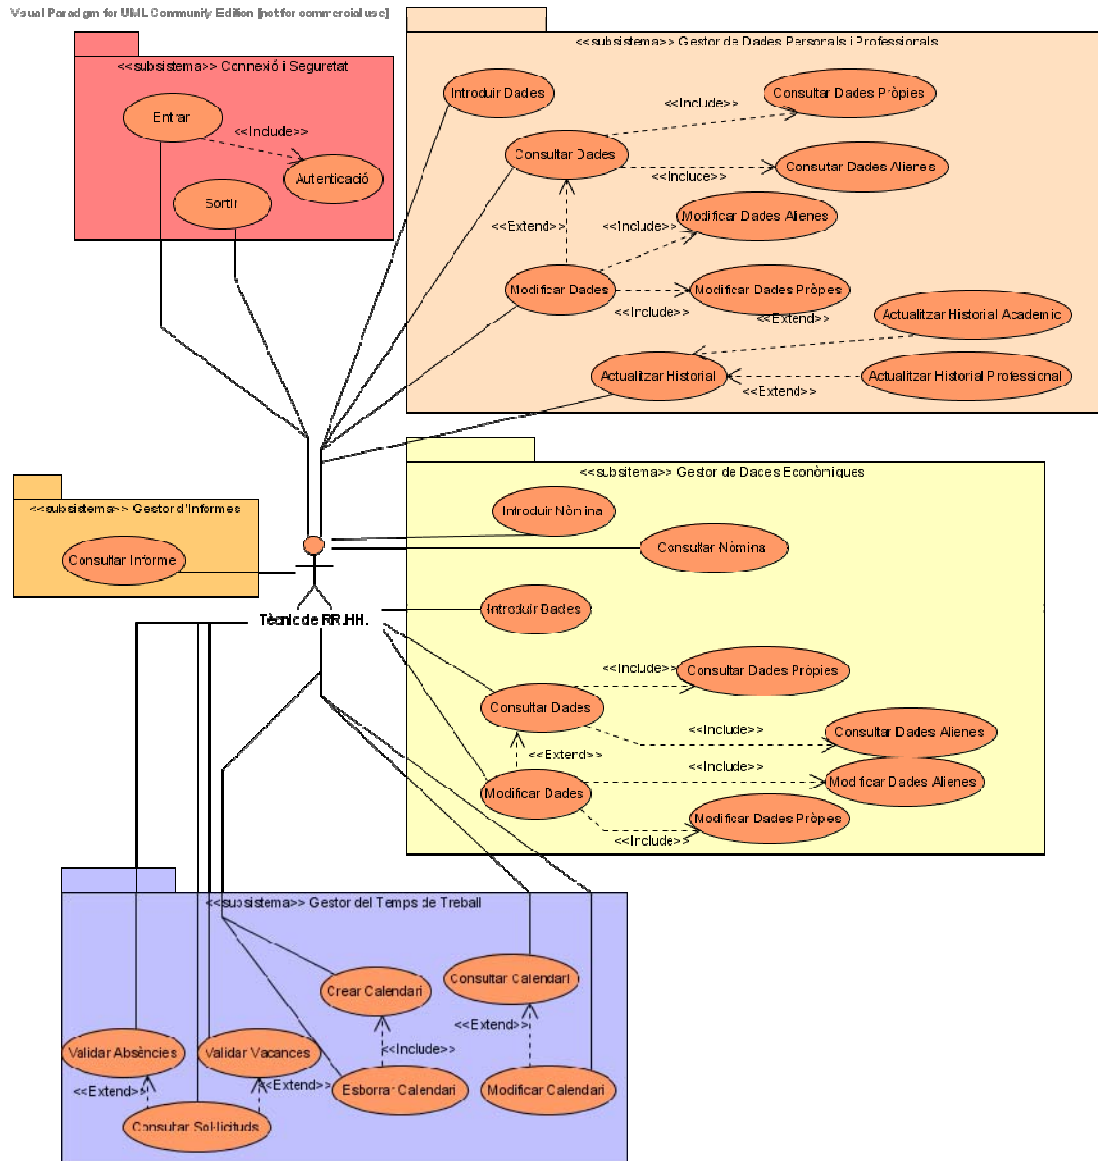 Visual Paradigm for UML Community Edition [not for commercial use]
<<subsistema>> Connexió i Seguretat
Entrar
<<Include>>
Autenticació
Sortir
<<subsistema>> Gestor de Dades Personals i Professionals
Introduir Dades
Consultar Dades Pròpies
<<Include>>
Consultar Dades
Consutar Dades Alienes
<<Include>>
Modificar Dades Alienes
<<Extend>>
<<Include>>
Modificar Dades
Modificar Dades Pròpes
<<Include>>
<<Extend>>
Actualitzar Historial Academic
Actualitzar Historial
Actualitzar Historial Professional
<<Extend>>
<<subsistema>> Gestor d'Informes
Consultar Informe
Tècnic de RR.HH.
<<subsitema>> Gestor de Dades Econòmiques
Introduir Nòmina
Consultar Nòmina
Introduir Dades
<<Include>>
Consultar Dades Pròpies
Consultar Dades
<<Include>>
Consultar Dades Alienes
<<Extend>>
<<Include>>
Modificar Dades Alienes
Modificar Dades
Modificar Dades Pròpes
<<Include>>
<<subsistema>> Gestor del Temps de Treball
Consultar Calendari
Crear Calendari
<<Extend>>
<<Include>>
Validar Absències
Validar Vacances
<<Extend>>
<<Extend>>
Esborrar Calendari
Modificar Calendari
Consultar Sol·licituds